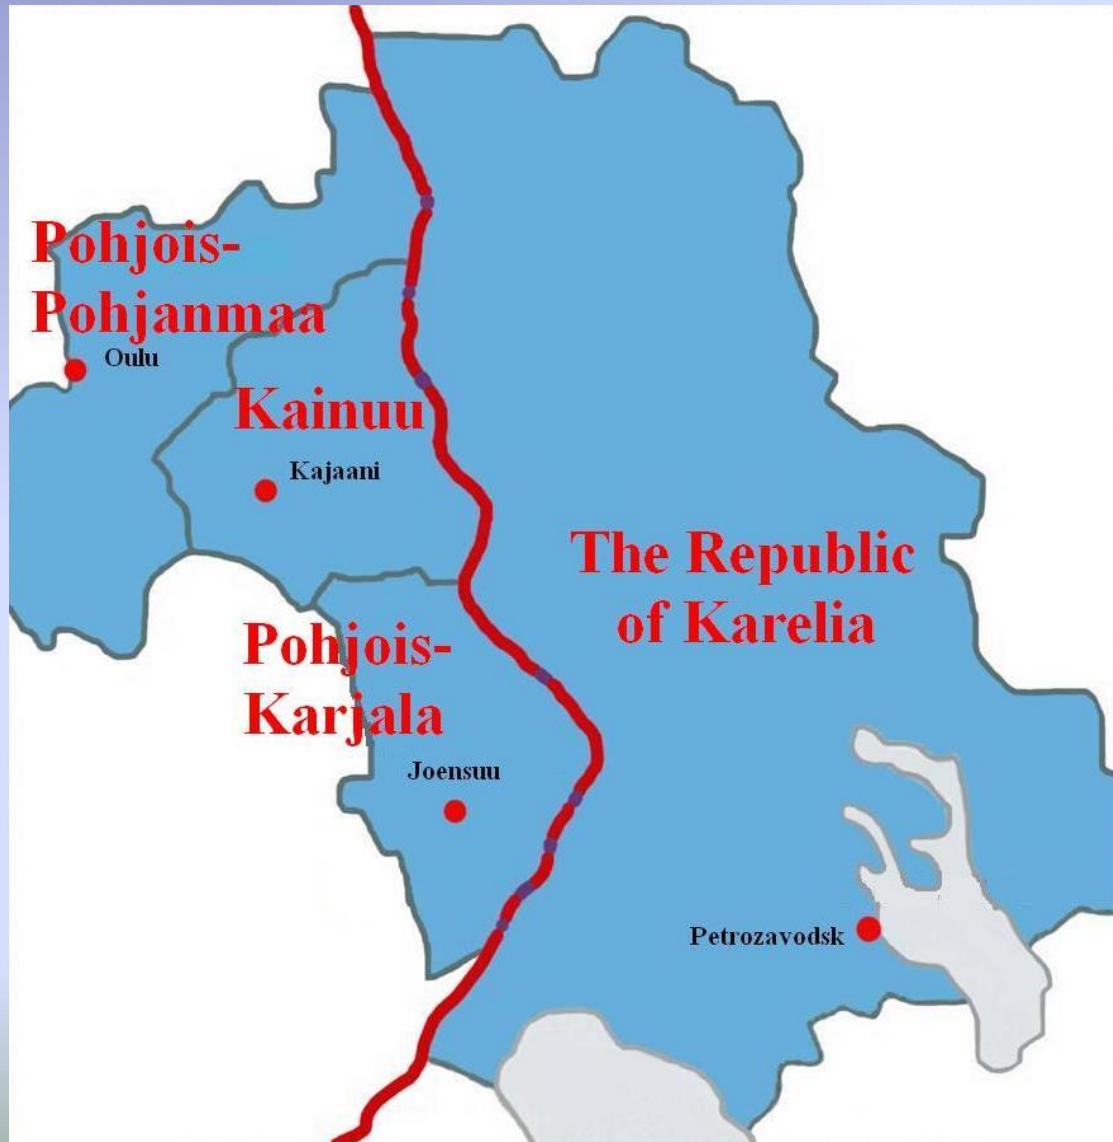 Pohjois-
Pohjanmaa
Oulu
Kainuu
Kajaani
The Republic
of Karelia
Pohjois-
Karjala
Joensuu
Petrozavodsk